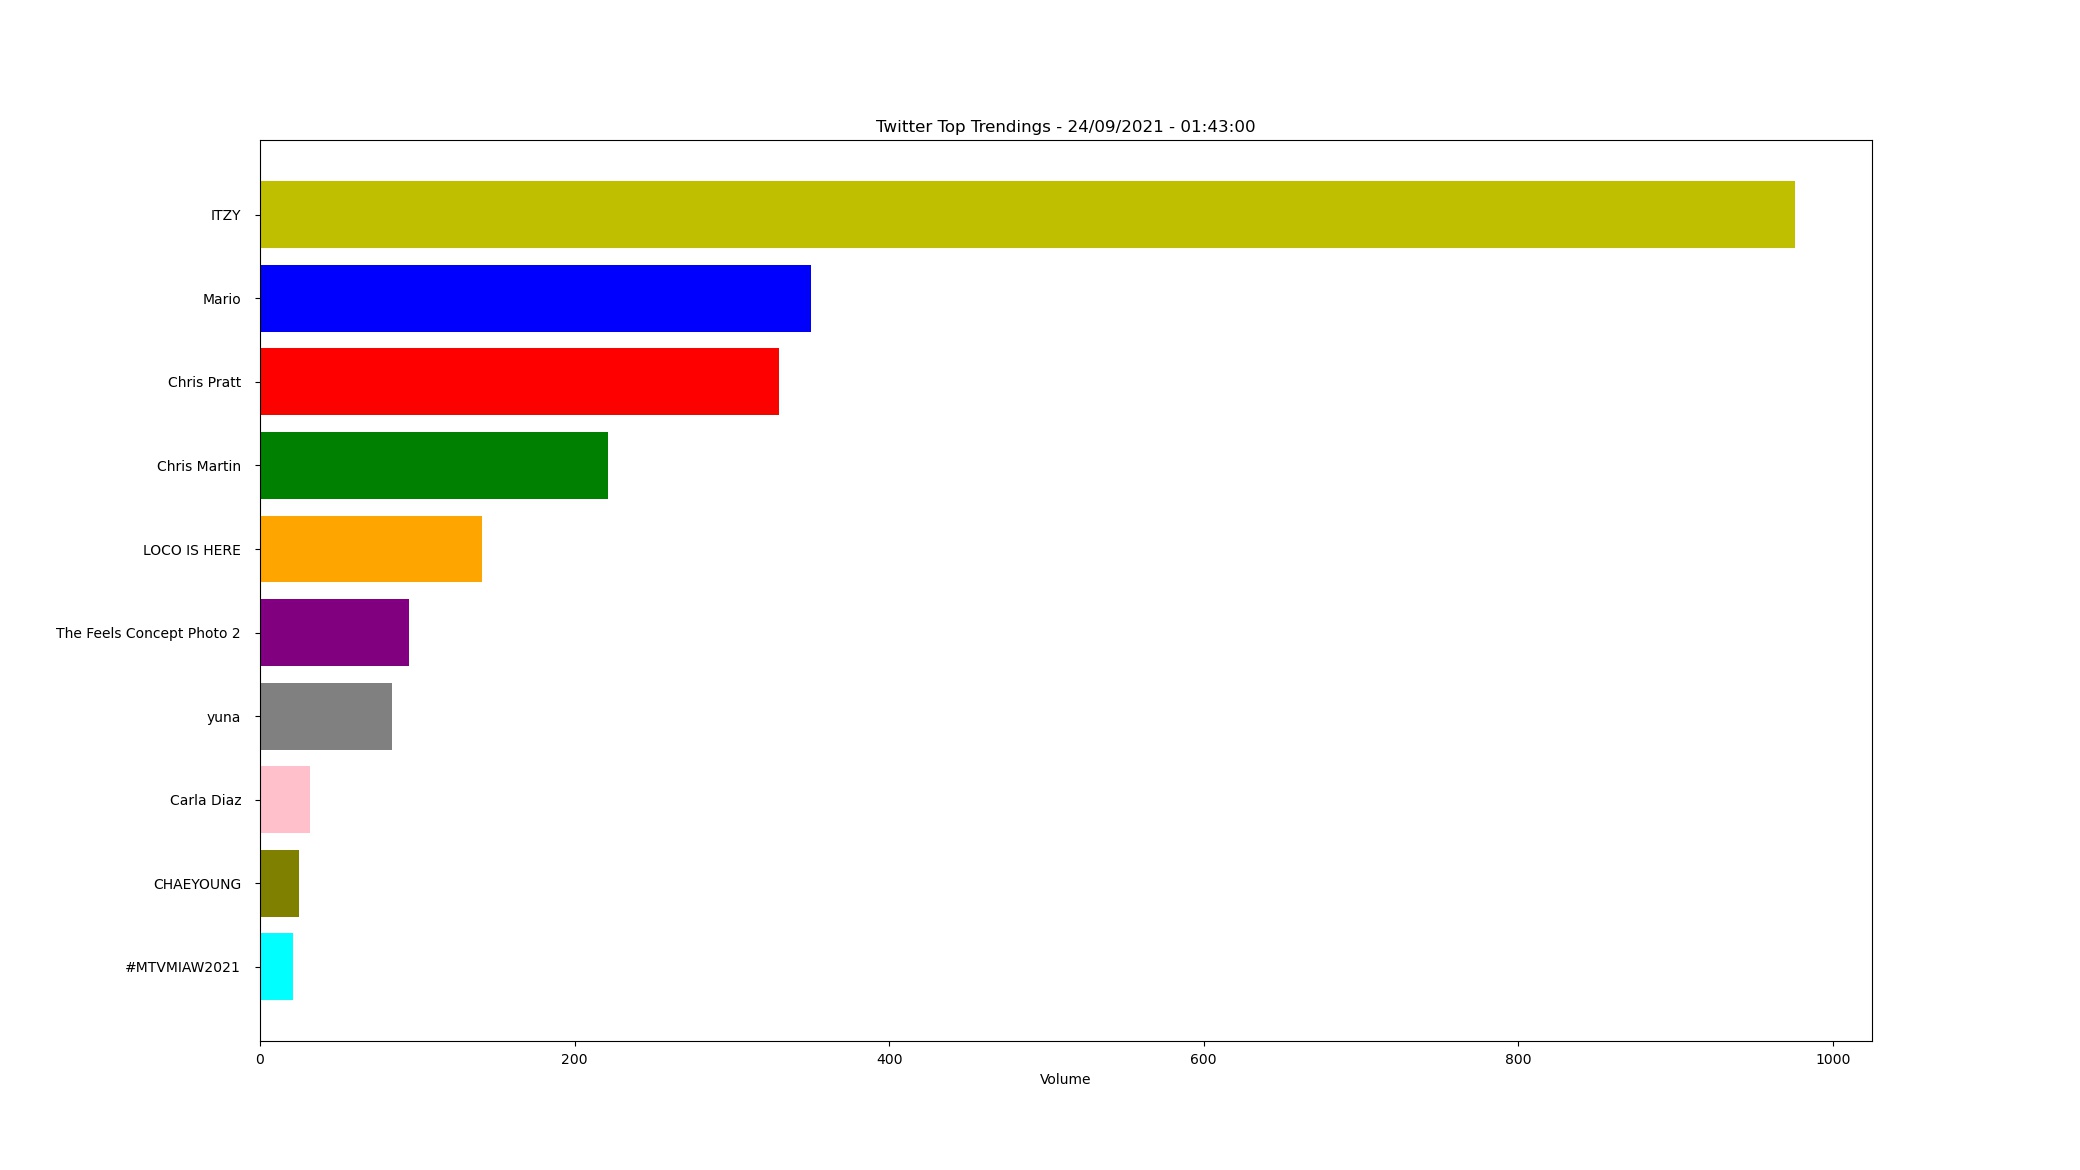 Twitter Top Trendings - 24/09/2021 - 01:43:00
ITZY
Mario
Chris Pratt
Chris Martin
LOCO IS HERE
The Feels Concept Photo 2
yuna
Carla Diaz
CHAEYOUNG
#MTVMIAW2021
0 200 400 600 800 1000
Volume